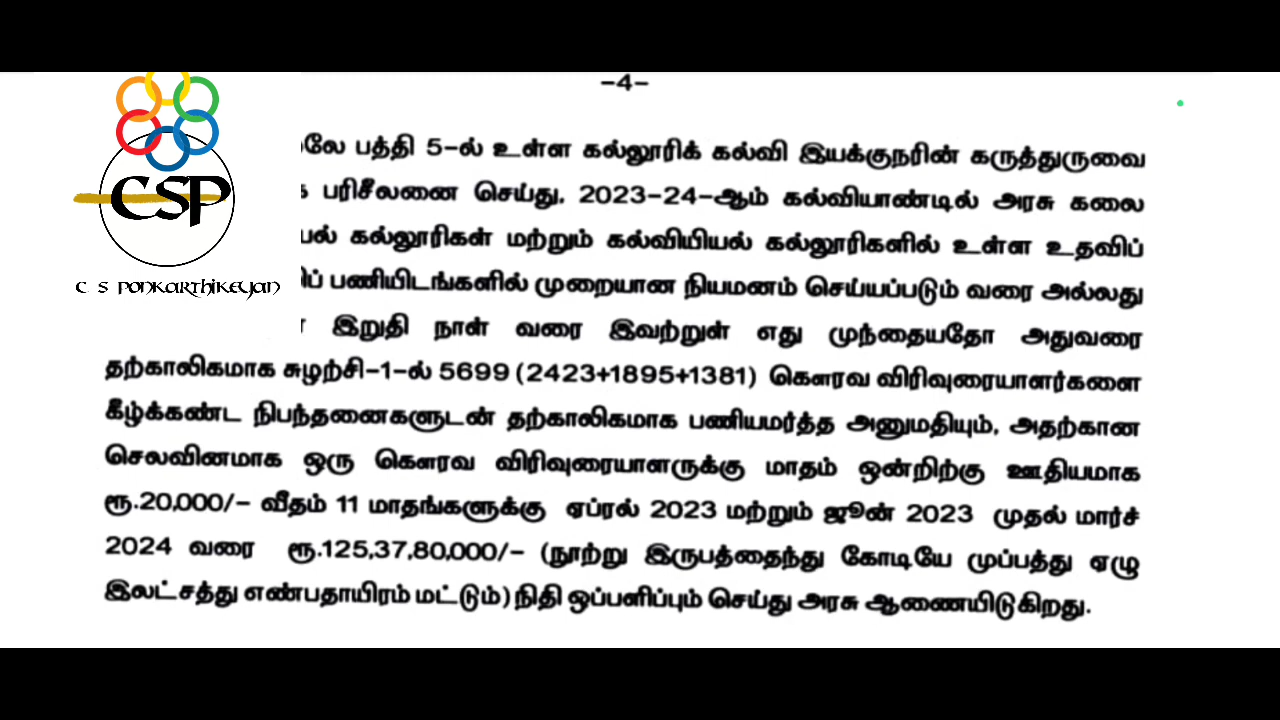 -4-
CSP
C S PONKARTHIKEYAN
பத்தி 5-ல் உள்ள கல்லூரிக் கல்வி இயக்குநரின் கருத்துருவை
பரிசீலனை செய்து, 2023-24-ஆம் கல்வியாண்டில் அரசு கலை
கல்லூரிகள் மற்றும் கல்வியியல் கல்லூரிகளில் உள்ள உதவிப்
பணியிடங்களில் முறையான நியமனம் செய்யப்படும் வரை அல்லது
இறுதி நாள் வரை இவற்றுள் எது முந்தையதோ அதுவரை
தற்காலிகமாக சுழற்சி-1-ல் 5699 (2423+1895+1381) கௌரவ விரிவுரையாளர்களை
கீழ்க்கண்ட நிபந்தனைகளுடன் தற்காலிகமாக பணியமர்த்த அனுமதியும், அதற்கான
செலவினமாக ஒரு கௌரவ விரிவுரையாளருக்கு மாதம் ஒன்றிற்கு ஊதியமாக
ரூ.20,000/- வீதம் 11 மாதங்களுக்கு ஏப்ரல் 2023 மற்றும் ஜூன் 2023 முதல் மார்ச்
2024 வரை ரூ.125,37,80,000/- (நூற்று இருபத்தைந்து கோடியே முப்பத்து ஏழு
இலட்சத்து எண்பதாயிரம் மட்டும்) நிதி ஒப்பளிப்பும் செய்து அரசு ஆணையிடுகிறது.